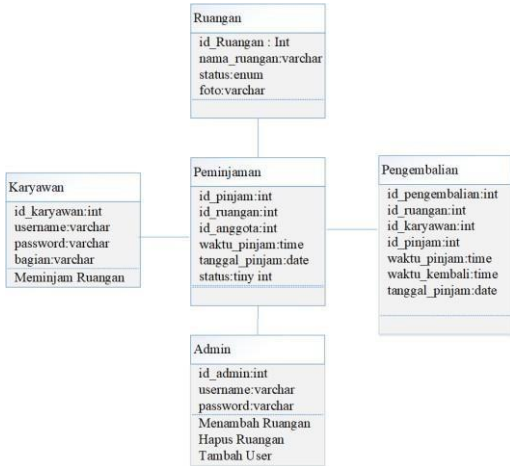 Ruangan
id_Ruangan : Int
nama_ruangan:varchar
status:enum
foto:varchar
Karyawan
id_karyawan:int
username:varchar
password:varchar
bagian:varchar
Meminjam Ruangan
Peminjaman
id_pinjam:int
id_ruangan:int
id_anggota:int
waktu_pinjam:time
tanggal_pinjam:date
status:tiny int
Pengembalian
id_pengembalian:int
id_ruangan:int
id_karyawan:int
id_pinjam:int
waktu_pinjam:time
waktu_kembali:time
tanggal_pinjam:date
Admin
id_admin:int
username:varchar
password:varchar
Menambah Ruangan
Hapus Ruangan
Tambah User